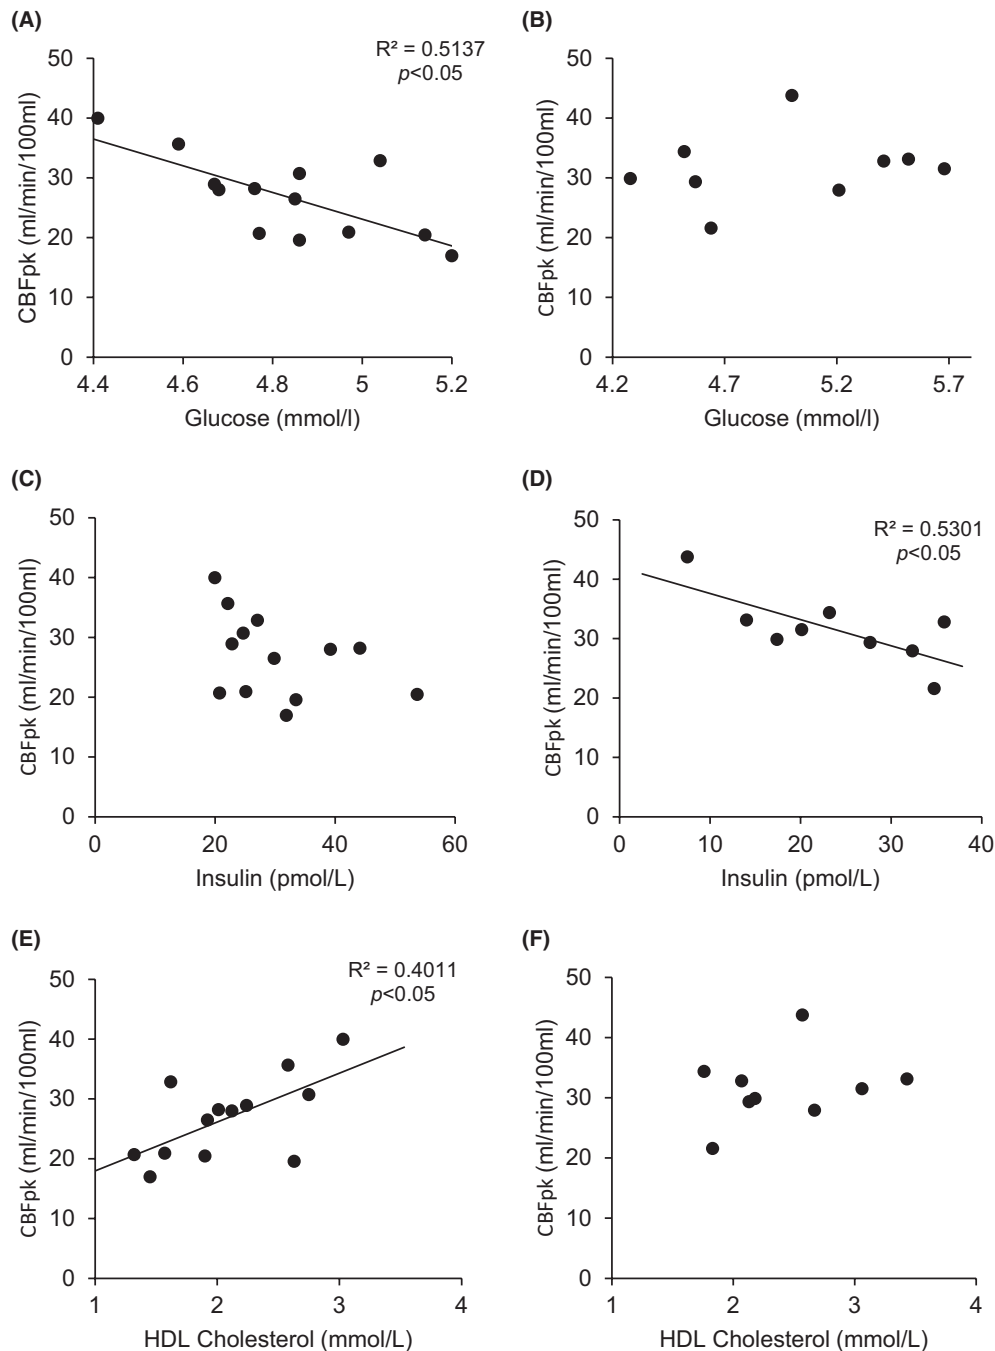 (A)
R² = 0.5137
p<0.05
50
40
30
20
10
0
CBFpk (ml/min/100ml)
4.4 4.6 4.8 5 5.2
Glucose (mmol/l)
(B)
50
40
30
20
10
0
CBFpk (ml/min/100ml)
4.2 4.7 5.2 5.7
Glucose (mmol/l)
(C)
50
40
30
20
10
0
CBFpk (ml/min/100ml)
0 20 40 60
Insulin (pmol/L)
(D)
R² = 0.5301
p<0.05
50
40
30
20
10
0
CBFpk (ml/min/100ml)
0 10 20 30 40
Insulin (pmol/L)
(E)
R² = 0.4011
p<0.05
50
40
30
20
10
0
CBFpk (ml/min/100ml)
1 2 3 4
HDL Cholesterol (mmol/L)
(F)
50
40
30
20
10
0
CBFpk (ml/min/100ml)
1 2 3 4
HDL Cholesterol (mmol/L)